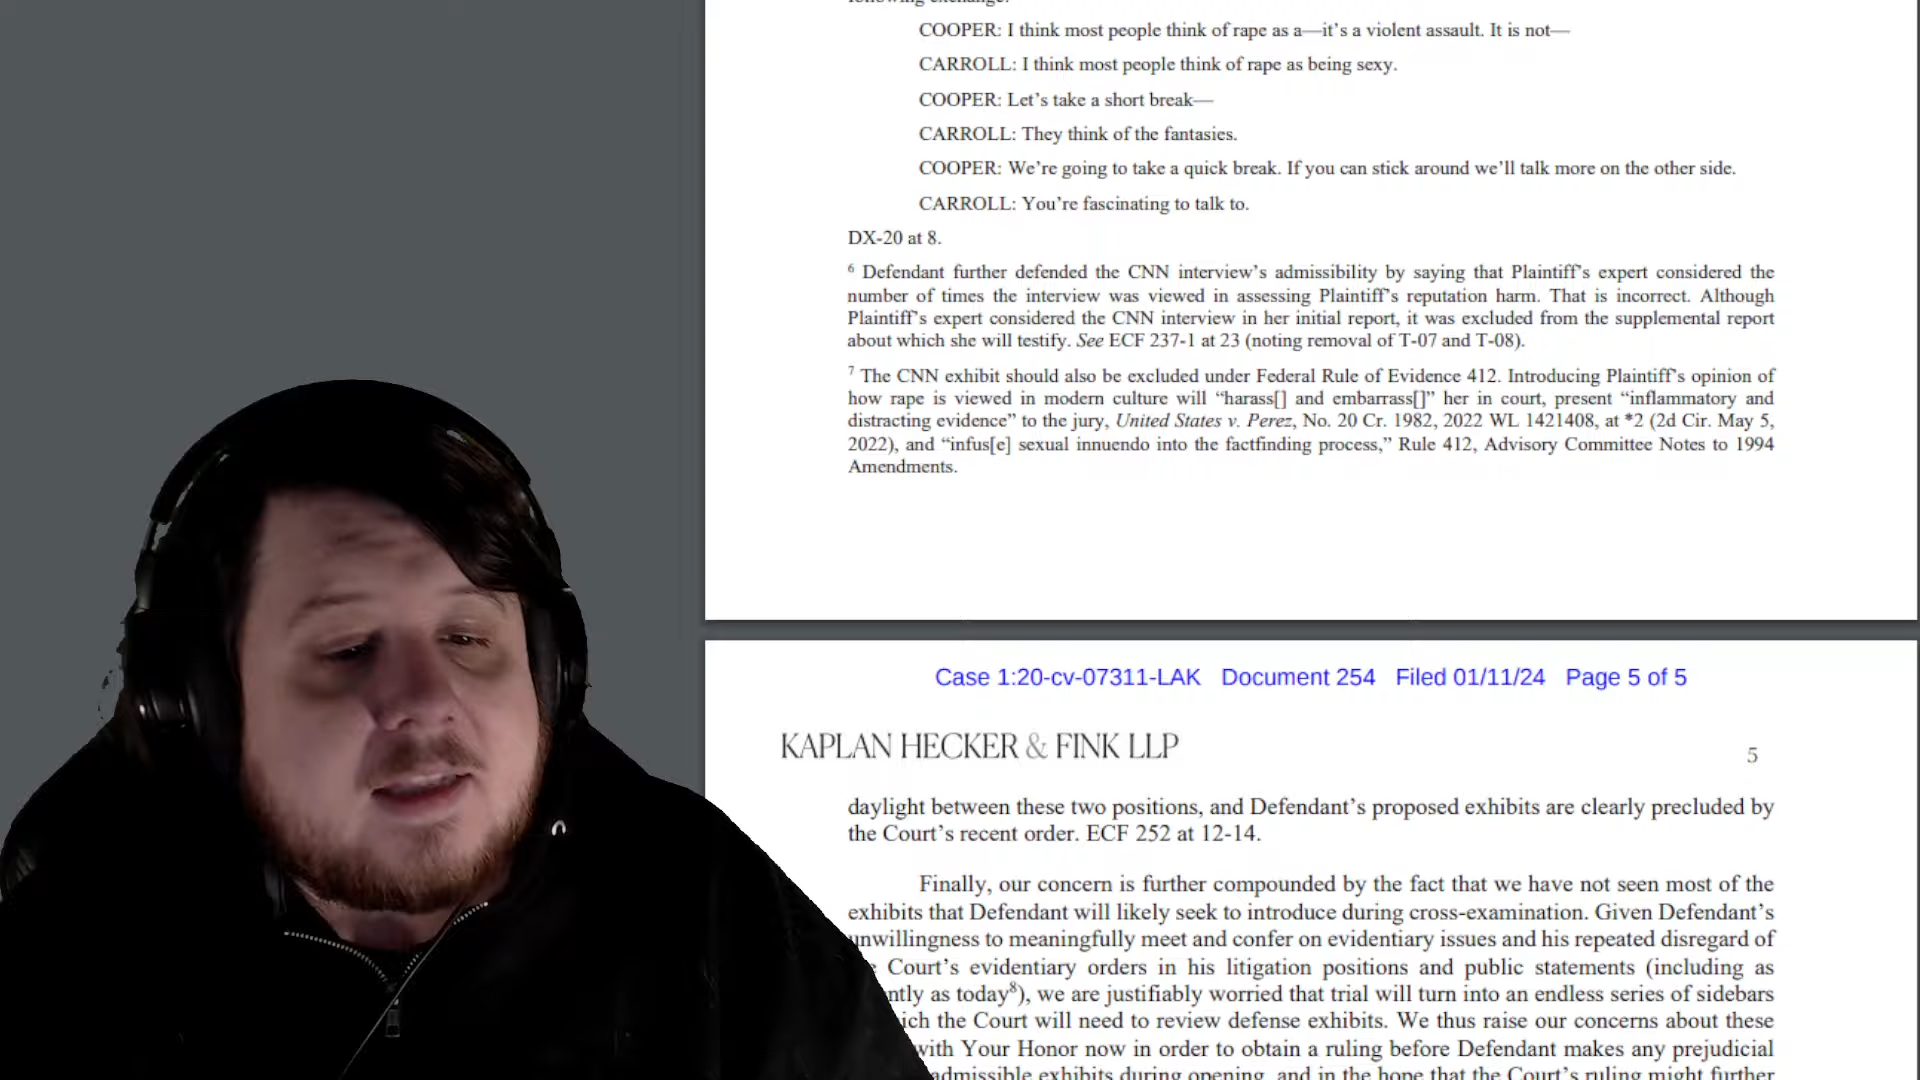 COOPER: I think most people think of rape as a—it's a violent assault. It is not—
CARROLL: I think most people think of rape as being sexy.
COOPER: Let's take a short break—
CARROLL: They think of the fantasies.
COOPER: We're going to take a quick break. If you can stick around we'll talk more on the other side.
CARROLL: You're fascinating to talk to.
DX-20 at 8.
⁶ Defendant further defended the CNN interview's admissibility by saying that Plaintiff's expert considered the
number of times the interview was viewed in assessing Plaintiff's reputation harm. That is incorrect. Although
Plaintiff's expert considered the CNN interview in her initial report, it was excluded from the supplemental report
about which she will testify. See ECF 237-1 at 23 (noting removal of T-07 and T-08).
⁷ The CNN exhibit should also be excluded under Federal Rule of Evidence 412. Introducing Plaintiff's opinion of
how rape is viewed in modern culture will “harass[] and embarrass[]” her in court, present “inflammatory and
distracting evidence” to the jury, United States v. Perez, No. 20 Cr. 1982, 2022 WL 1421408, at *2 (2d Cir. May 5,
2022), and “infus[e] sexual innuendo into the factfinding process,” Rule 412, Advisory Committee Notes to 1994
Amendments.
Case 1:20-cv-07311-LAK Document 254 Filed 01/11/24 Page 5 of 5
KAPLAN HECKER & FINK LLP 5
daylight between these two positions, and Defendant's proposed exhibits are clearly precluded by
the Court's recent order. ECF 252 at 12-14.
Finally, our concern is further compounded by the fact that we have not seen most of the
exhibits that Defendant will likely seek to introduce during cross-examination. Given Defendant's
unwillingness to meaningfully meet and confer on evidentiary issues and his repeated disregard of
Court's evidentiary orders in his litigation positions and public statements (including as
ntly as today⁸), we are justifiably worried that trial will turn into an endless series of sidebars
ich the Court will need to review defense exhibits. We thus raise our concerns about these
with Your Honor now in order to obtain a ruling before Defendant makes any prejudicial
admissible exhibits during opening, and in the hope that the Court's ruling might further